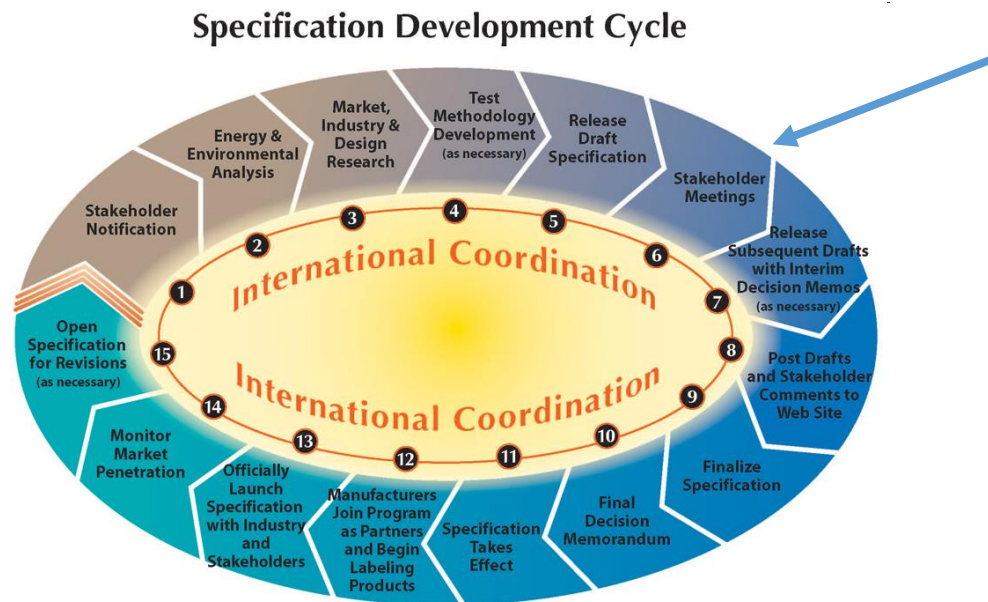 Specification Development Cycle
Stakeholder
Notification
Energy &
Environmental
Analysis
Market,
Industry &
Design
Research
Test
Methodology
Development
(as necessary)
Release
Draft
Specification
Stakeholder
Meetings
Release
Subsequent Drafts
with Interim
Decision Memos
(as necessary)
Post Drafts
and Stakeholder
Comments to
Web Site
Finalize
Specification
Final
Decision
Memorandum
Specification
Takes
Effect
Manufacturers
Join Program
as Partners
and Begin
Labeling
Products
Officially
Launch
Specification
with Industry
and
Stakeholders
Monitor
Market
Penetration
Open
Specification
for Revisions
(as necessary)
1
2
3
4
5
6
7
8
9
10
11
12
13
14
15
International Coordination
International Coordination